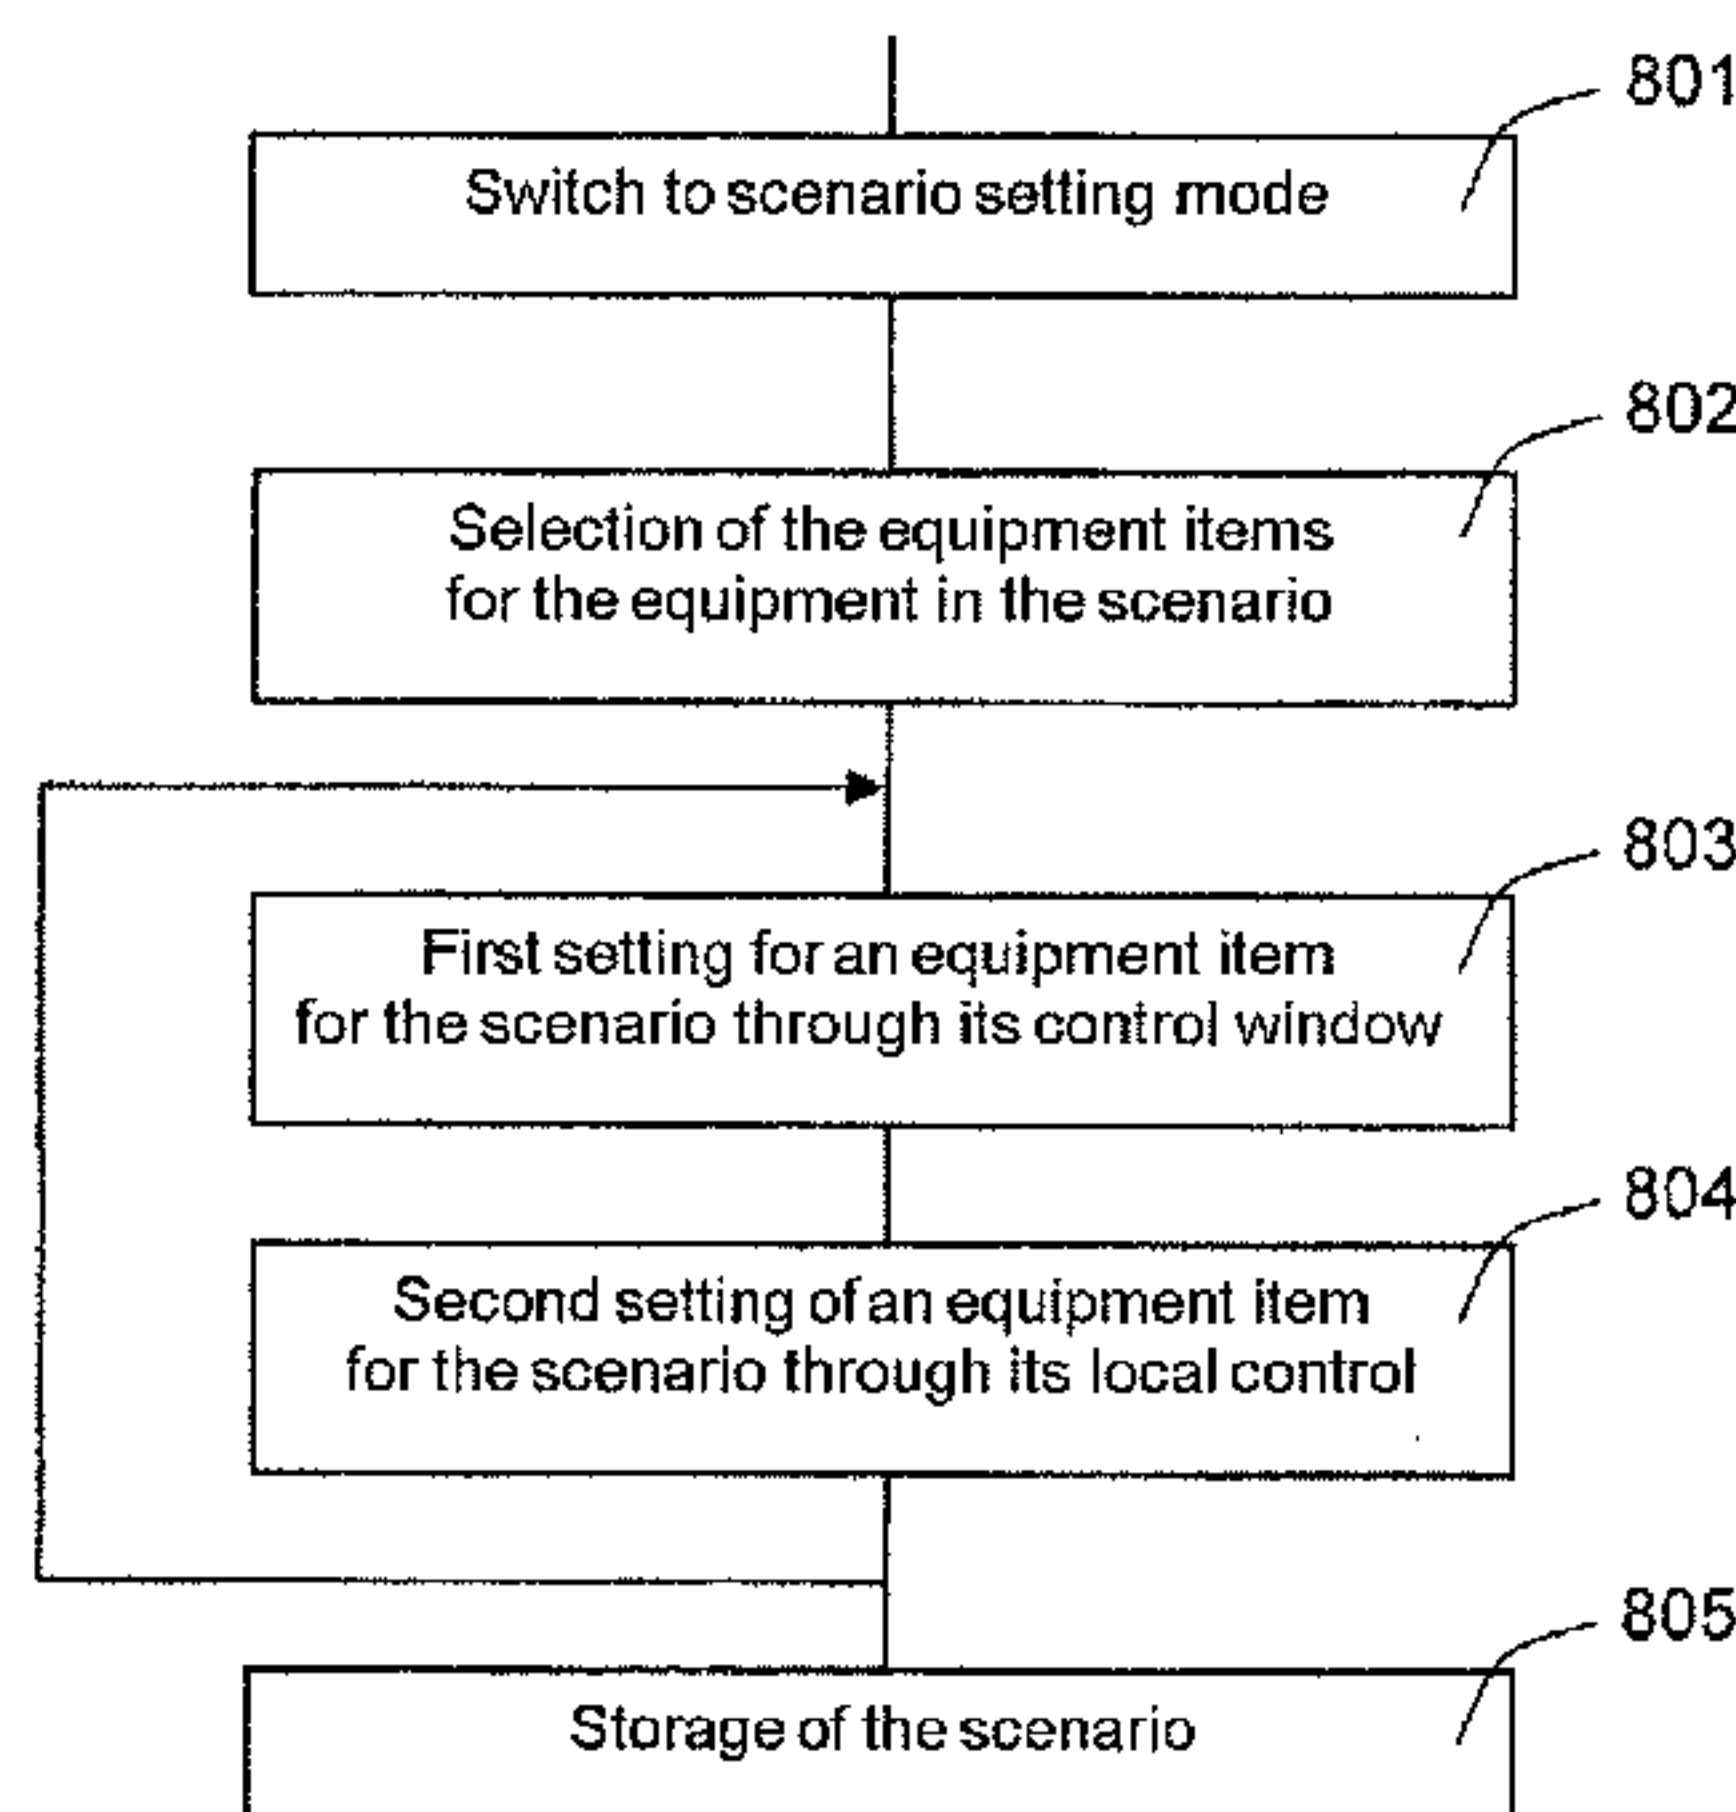 801
Switch to scenario setting mode
802
Selection of the equipment items
for the equipment in the scenario
803
First setting for an equipment item
for the scenario through its control window
804
Second setting of an equipment item
for the scenario through its local control
805
Storage of the scenario